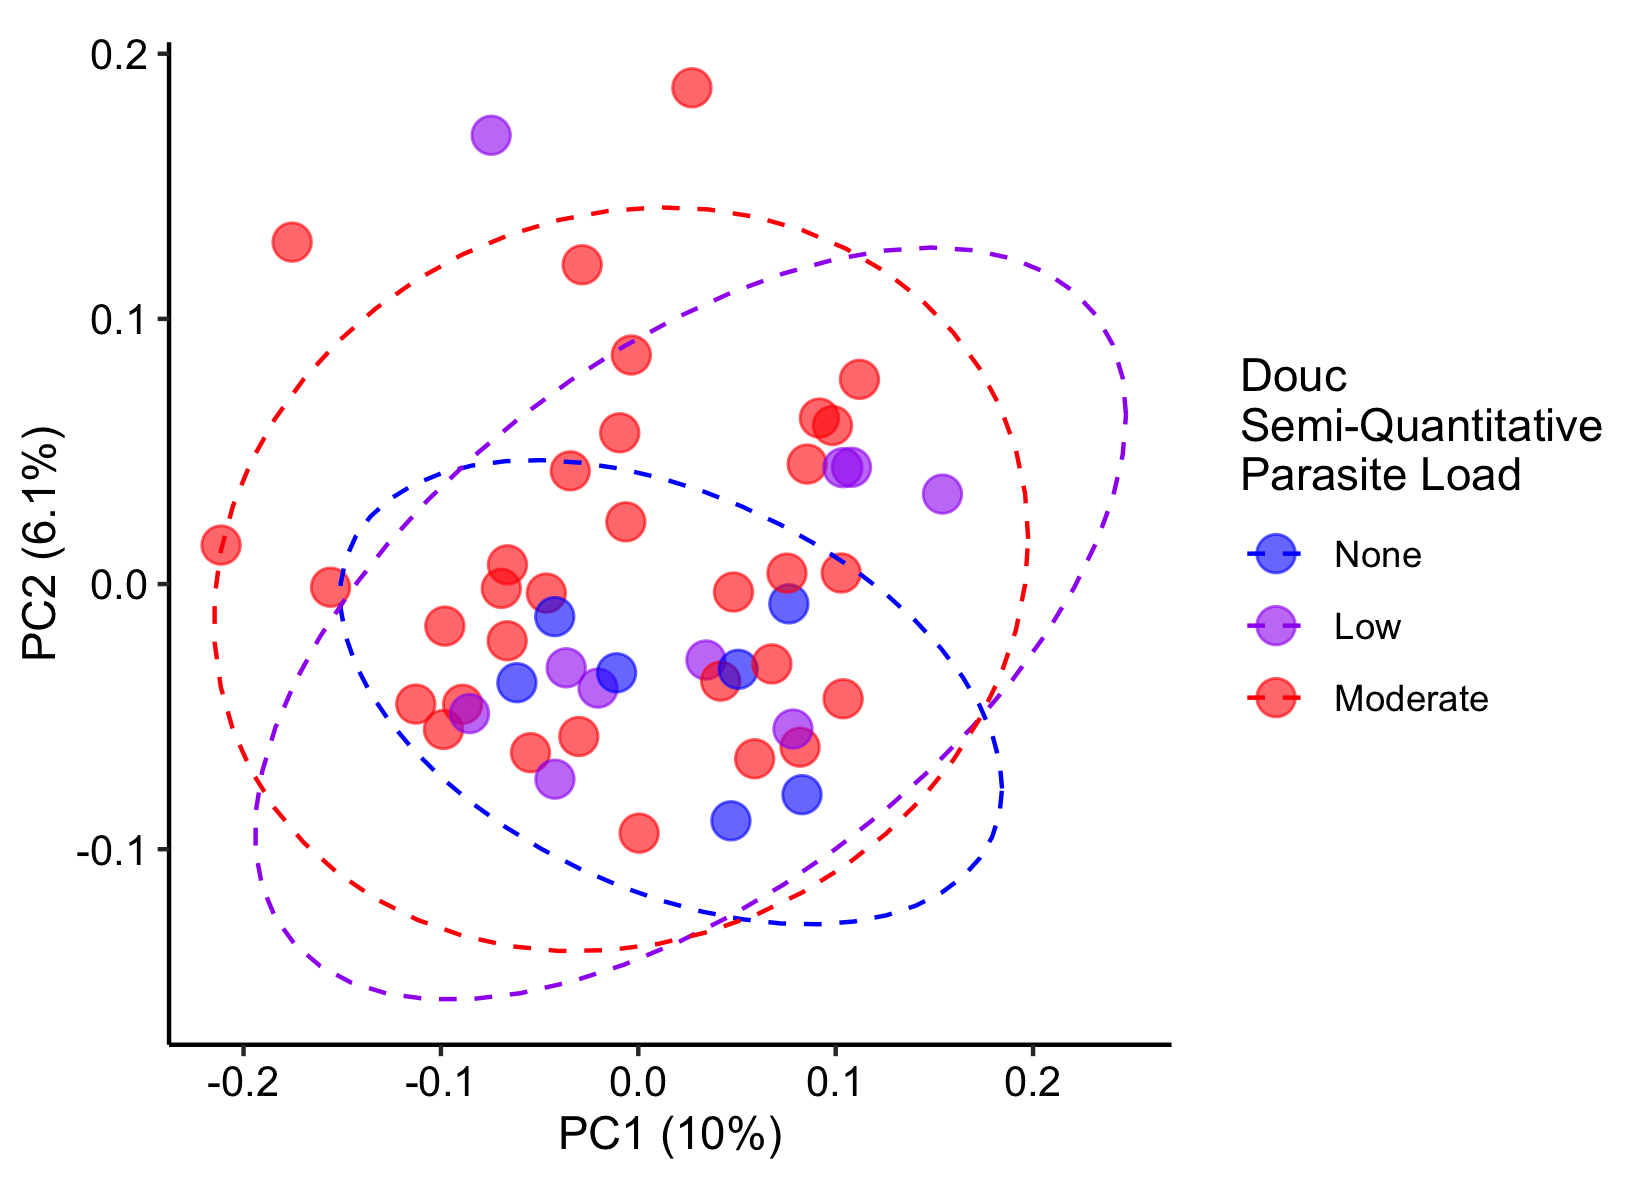 0.2
0.1
0.0
-0.1
PC2 (6.1%)
-0.2
-0.1
0.0
0.1
0.2
PC1 (10%)
Douc
Semi-Quantitative
Parasite Load
None
Low
Moderate